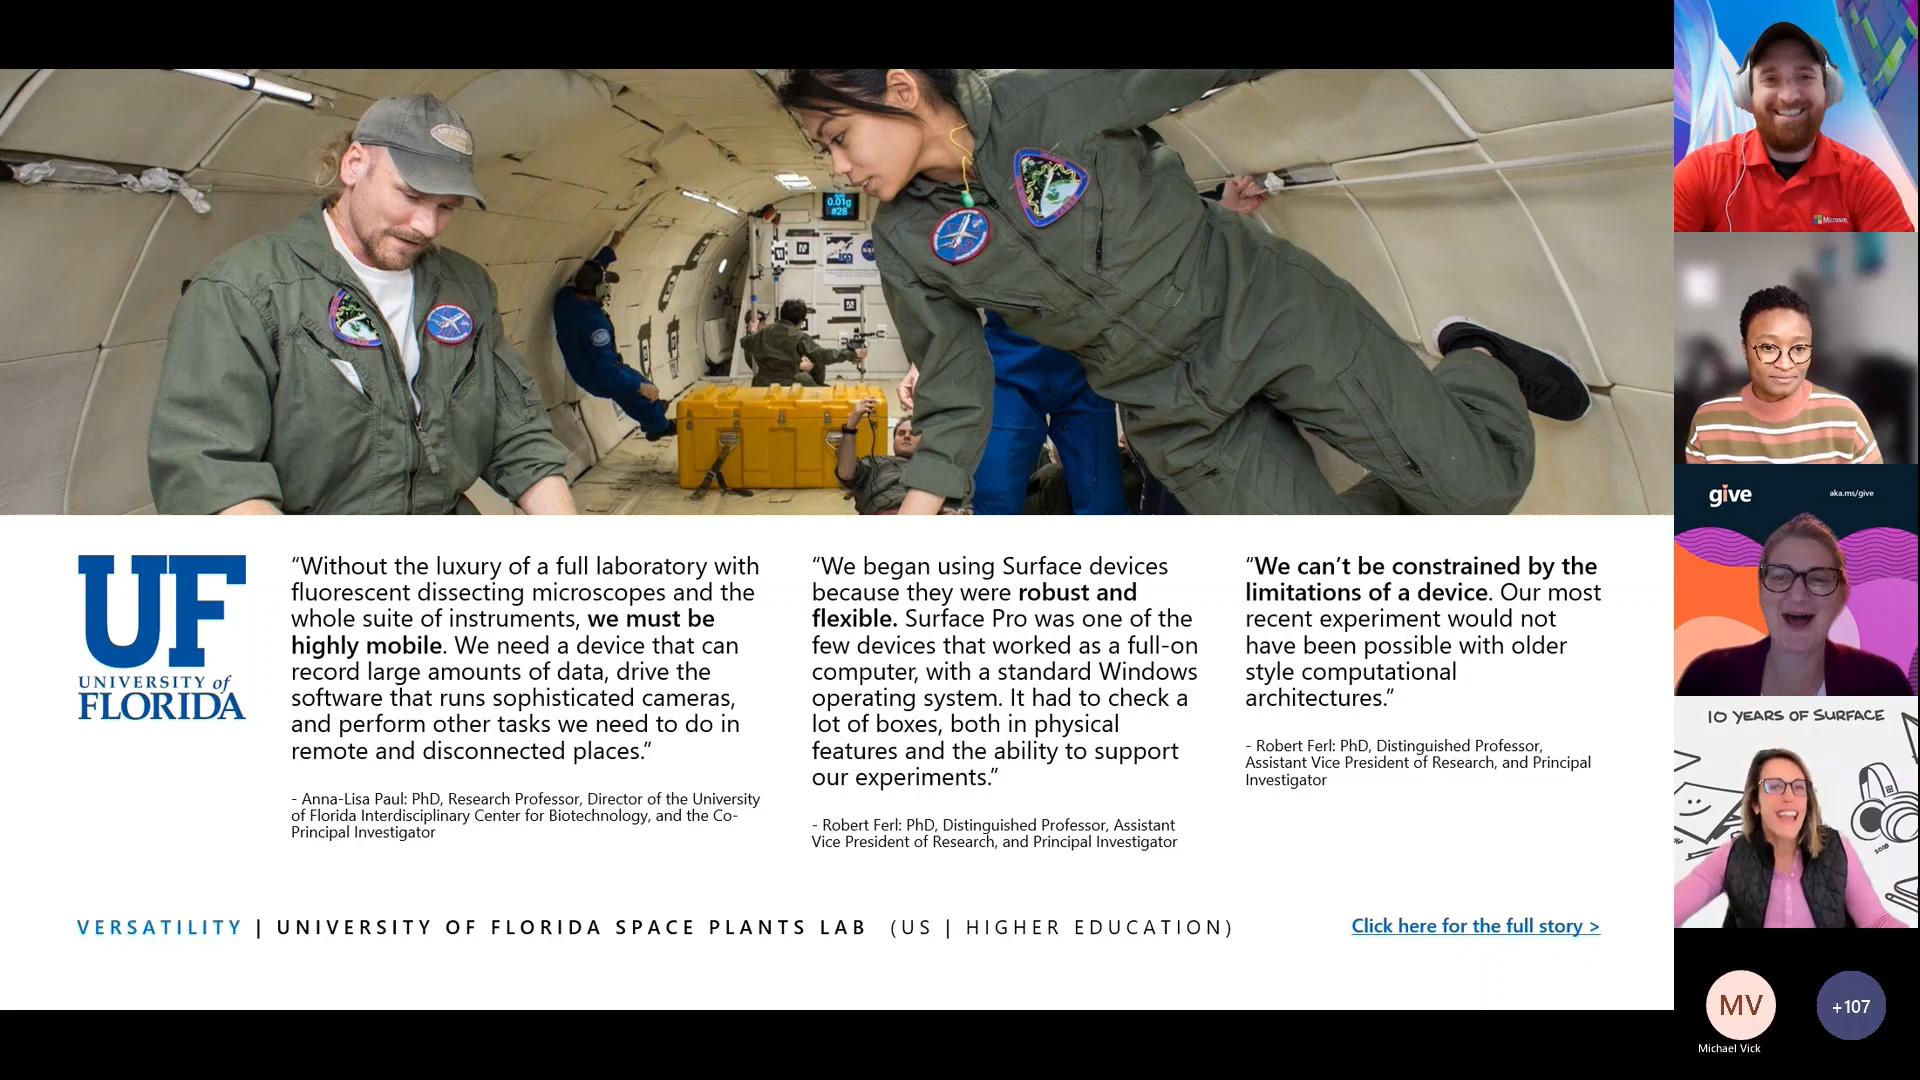 0.01g
#28
NASA
UF
UNIVERSITY of
FLORIDA
“Without the luxury of a full laboratory with
fluorescent dissecting microscopes and the
whole suite of instruments, we must be
highly mobile. We need a device that can
record large amounts of data, drive the
software that runs sophisticated cameras,
and perform other tasks we need to do in
remote and disconnected places.”
- Anna-Lisa Paul: PhD, Research Professor, Director of the University
of Florida Interdisciplinary Center for Biotechnology, and the Co-
Principal Investigator
“We began using Surface devices
because they were robust and
flexible. Surface Pro was one of the
few devices that worked as a full-on
computer, with a standard Windows
operating system. It had to check a
lot of boxes, both in physical
features and the ability to support
our experiments.”
- Robert Ferl: PhD, Distinguished Professor, Assistant
Vice President of Research, and Principal Investigator
“We can’t be constrained by the
limitations of a device. Our most
recent experiment would not
have been possible with older
style computational
architectures.”
- Robert Ferl: PhD, Distinguished Professor,
Assistant Vice President of Research, and Principal
Investigator
VERSATILITY | UNIVERSITY OF FLORIDA SPACE PLANTS LAB (US | HIGHER EDUCATION)
Click here for the full story >
Microsoft
give
aka.ms/give
10 YEARS OF SURFACE
2018
MV
Michael Vick
+107